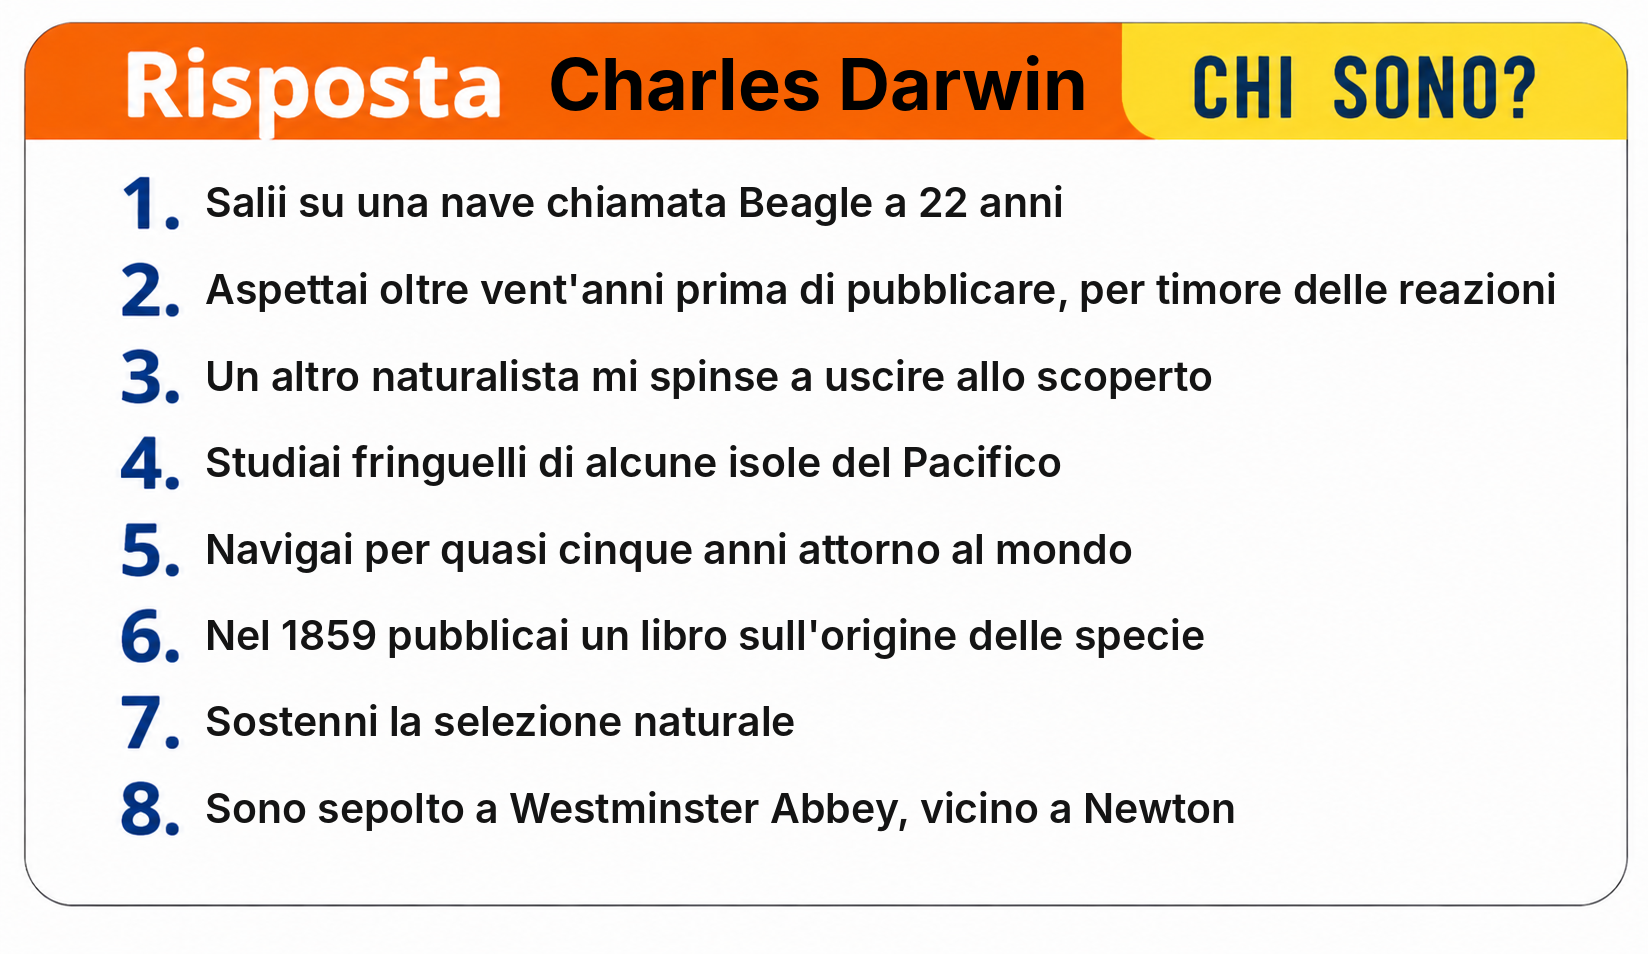 Risposta Charles Darwin CHI SONO?
1. Salii su una nave chiamata Beagle a 22 anni
2. Aspettai oltre vent'anni prima di pubblicare, per timore delle reazioni
3. Un altro naturalista mi spinse a uscire allo scoperto
4. Studiai fringuelli di alcune isole del Pacifico
5. Navigai per quasi cinque anni attorno al mondo
6. Nel 1859 pubblicai un libro sull'origine delle specie
7. Sostenni la selezione naturale
8. Sono sepolto a Westminster Abbey, vicino a Newton